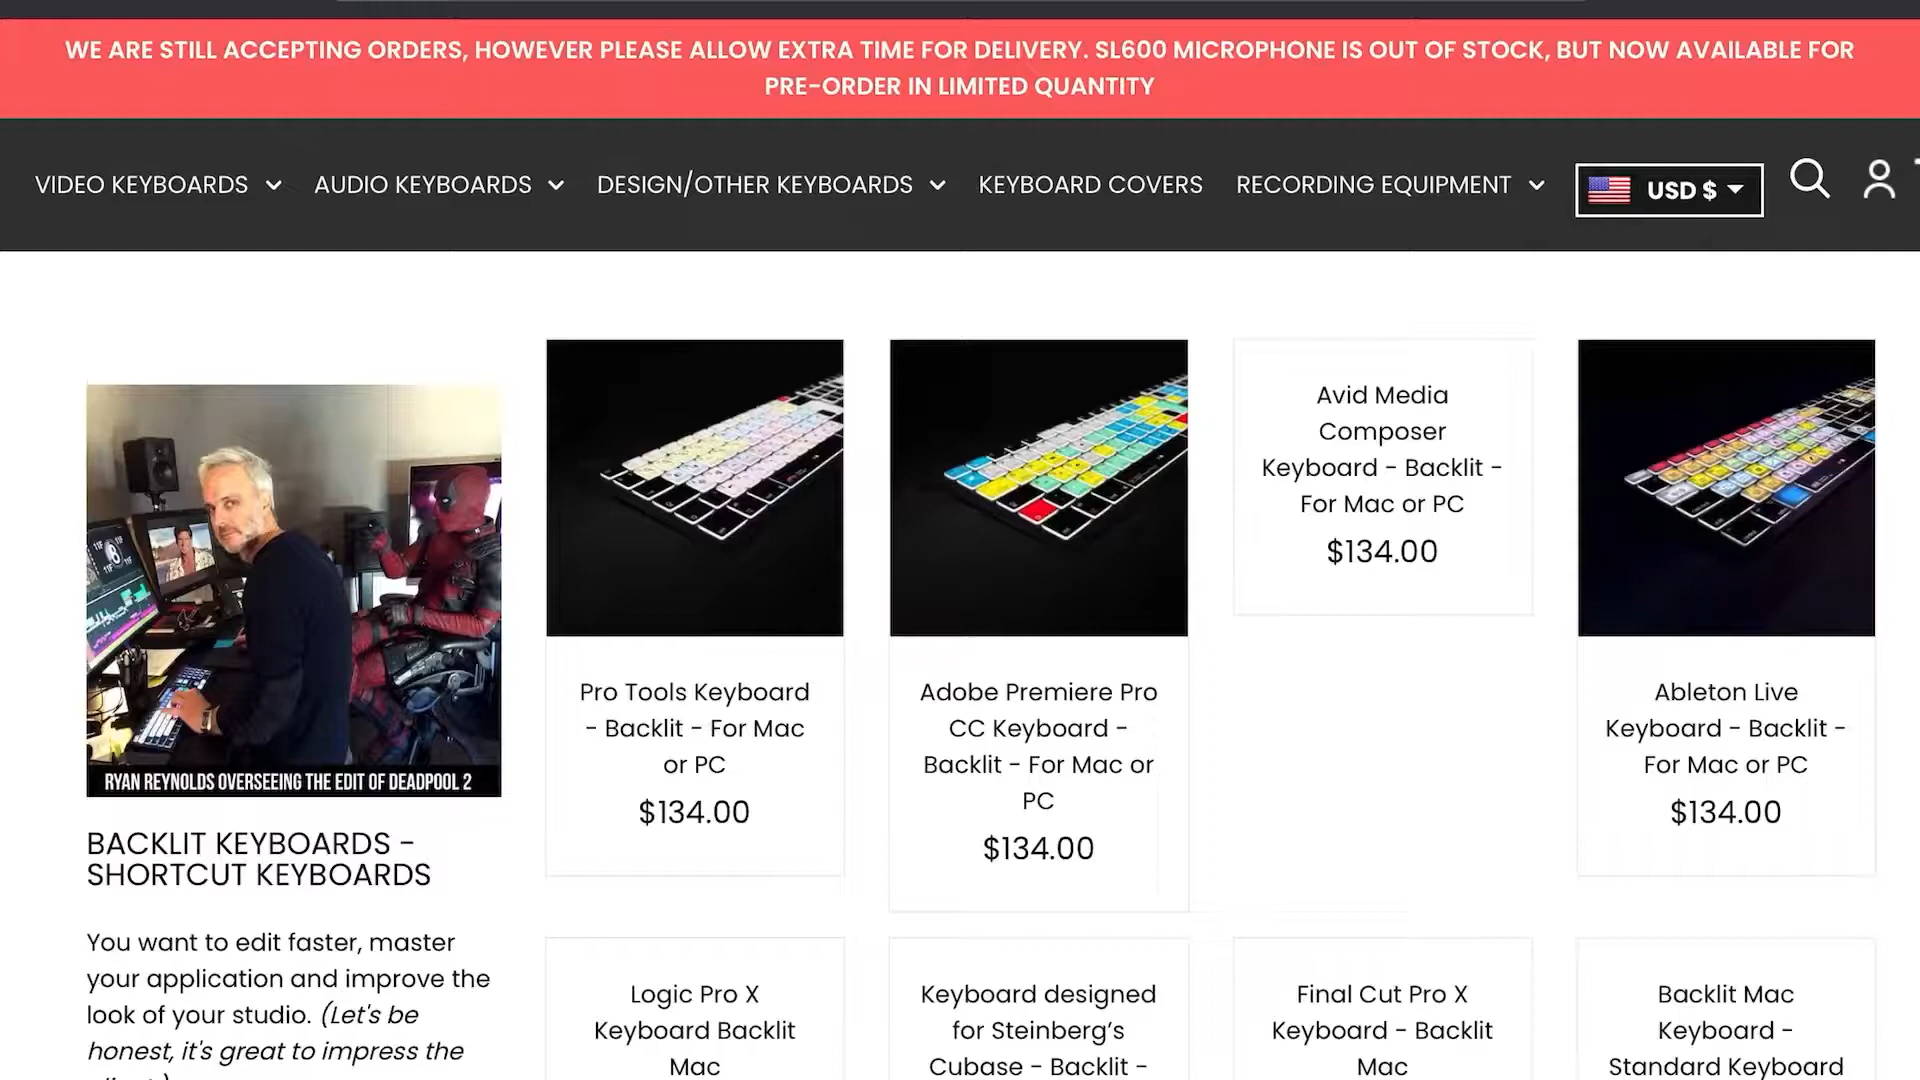 WE ARE STILL ACCEPTING ORDERS, HOWEVER PLEASE ALLOW EXTRA TIME FOR DELIVERY. SL600 MICROPHONE IS OUT OF STOCK, BUT NOW AVAILABLE FOR
PRE-ORDER IN LIMITED QUANTITY
VIDEO KEYBOARDS
AUDIO KEYBOARDS
DESIGN/OTHER KEYBOARDS
KEYBOARD COVERS
RECORDING EQUIPMENT
USD $
RYAN REYNOLDS OVERSEEING THE EDIT OF DEADPOOL 2
BACKLIT KEYBOARDS -
SHORTCUT KEYBOARDS
You want to edit faster, master
your application and improve the
look of your studio. (Let's be
honest, it's great to impress the
Pro Tools Keyboard
- Backlit - For Mac
or PC
$134.00
Adobe Premiere Pro
CC Keyboard -
Backlit - For Mac or
PC
$134.00
Avid Media
Composer
Keyboard - Backlit -
For Mac or PC
$134.00
Ableton Live
Keyboard - Backlit -
For Mac or PC
$134.00
Logic Pro X
Keyboard Backlit
Mac
Keyboard designed
for Steinberg’s
Cubase - Backlit -
Final Cut Pro X
Keyboard - Backlit
Mac
Backlit Mac
Keyboard -
Standard Keyboard